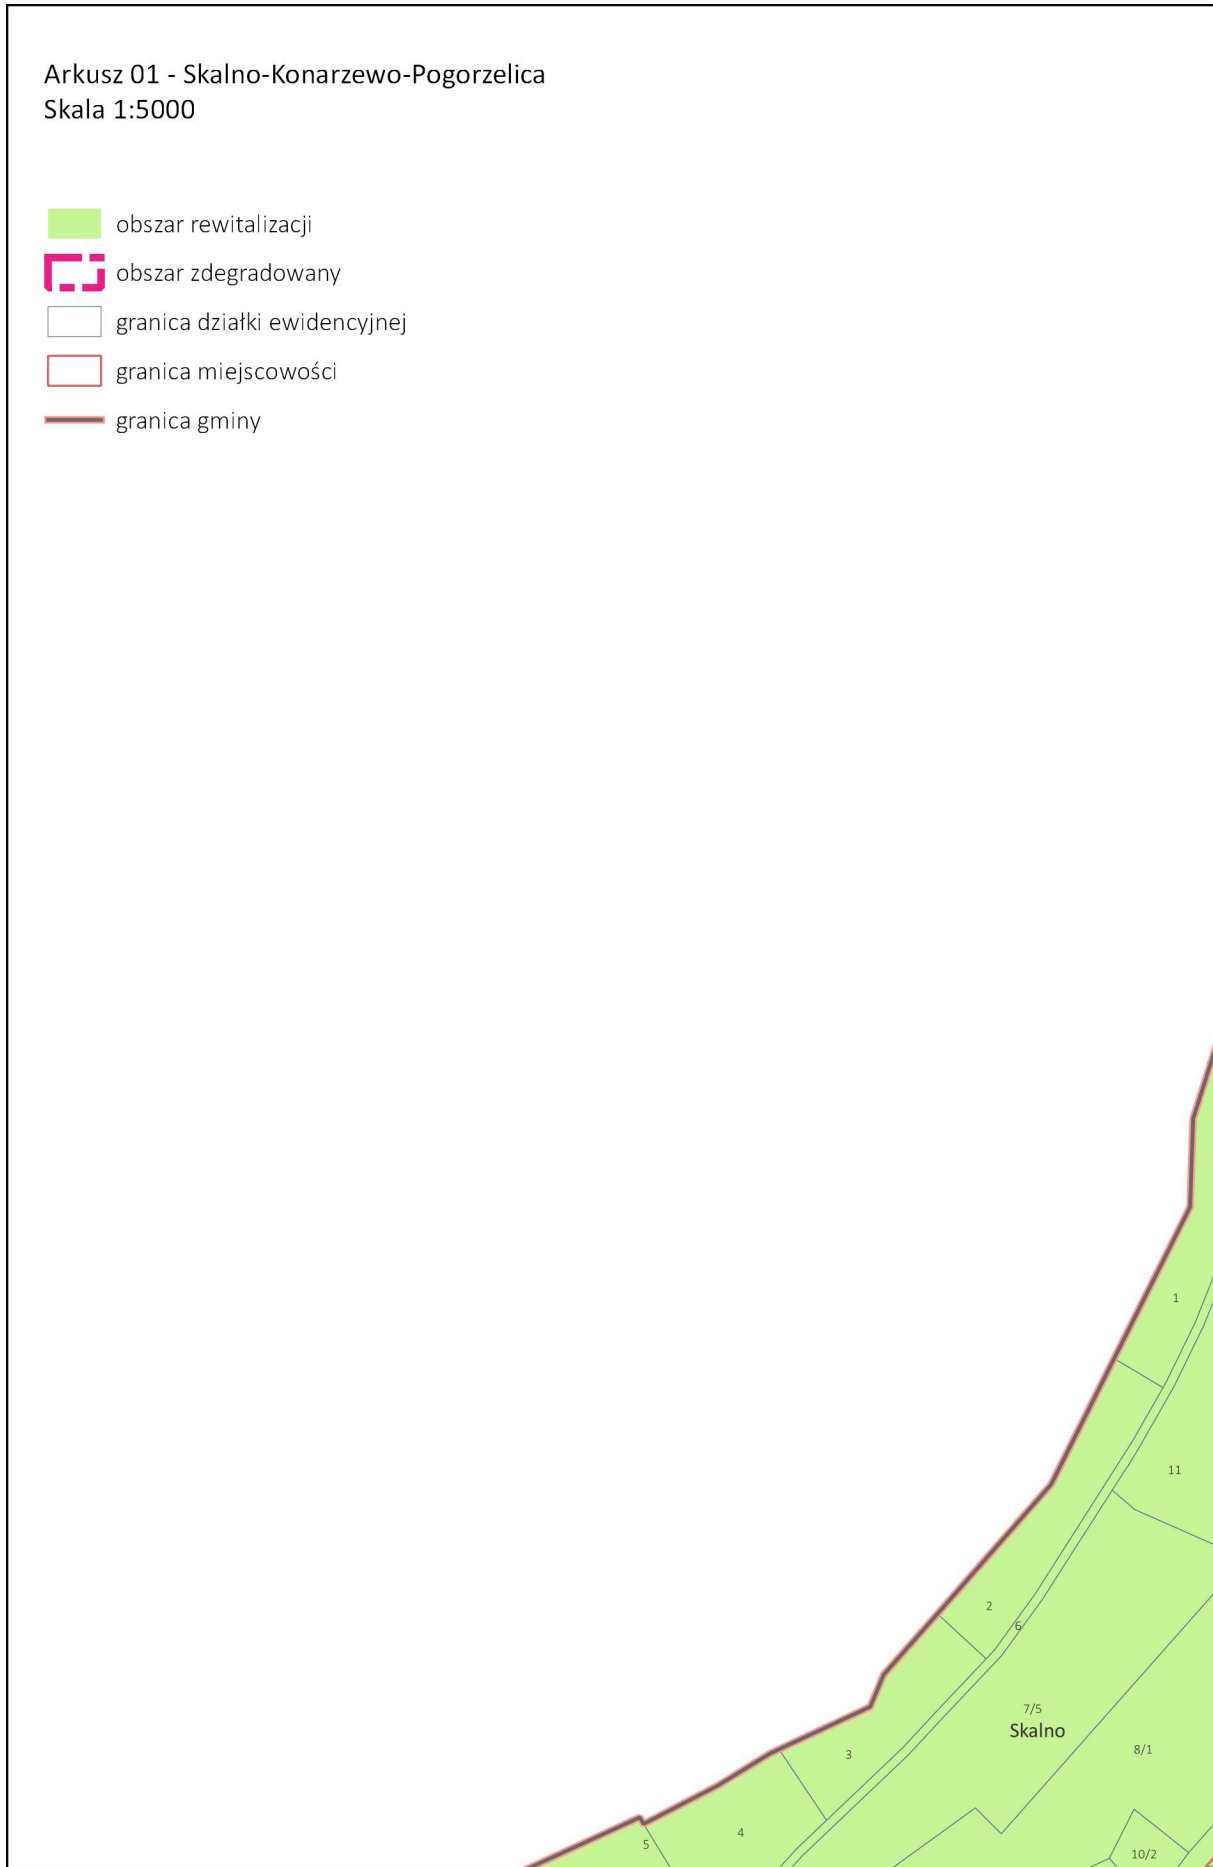 Arkusz 01 - Skalno-Konarzewo-Pogorzelica
Skala 1:5000
obszar rewitalizacji
obszar zdegradowany
granica działki ewidencyjnej
granica miejscowości
granica gminy
1
11
2
6
7/5
Skalno
8/1
3
4
5
10/2